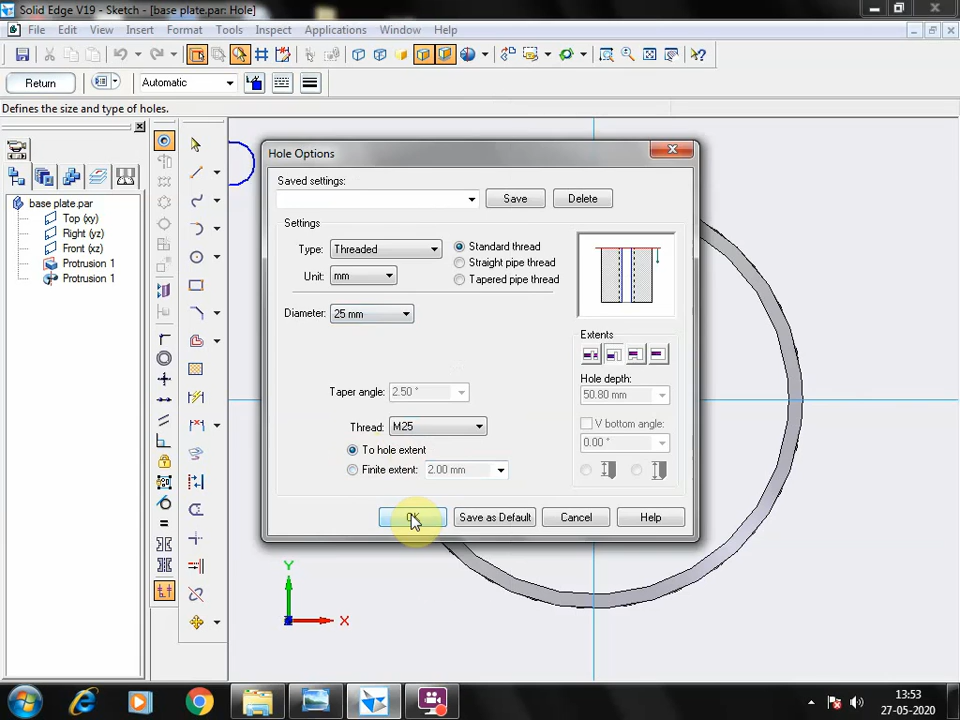 Solid Edge V19 - Sketch - [base plate.par: Hole]
File Edit View Insert Format Tools Inspect Applications Window Help
Return Automatic
Defines the size and type of holes.
base plate.par
Top (xy)
Right (yz)
Front (xz)
Protrusion 1
Protrusion 1
Hole Options
Saved settings:
Save Delete
Settings
Type: Threaded
Standard thread
Straight pipe thread
Unit: mm
Tapered pipe thread
Diameter: 25 mm
Extents
Hole depth:
50.80 mm
Taper angle: 2.50 °
V bottom angle:
0.00 °
Thread: M25
To hole extent
Finite extent: 2.00 mm
OK Save as Default Cancel Help
Y
X
13:53
27-05-2020